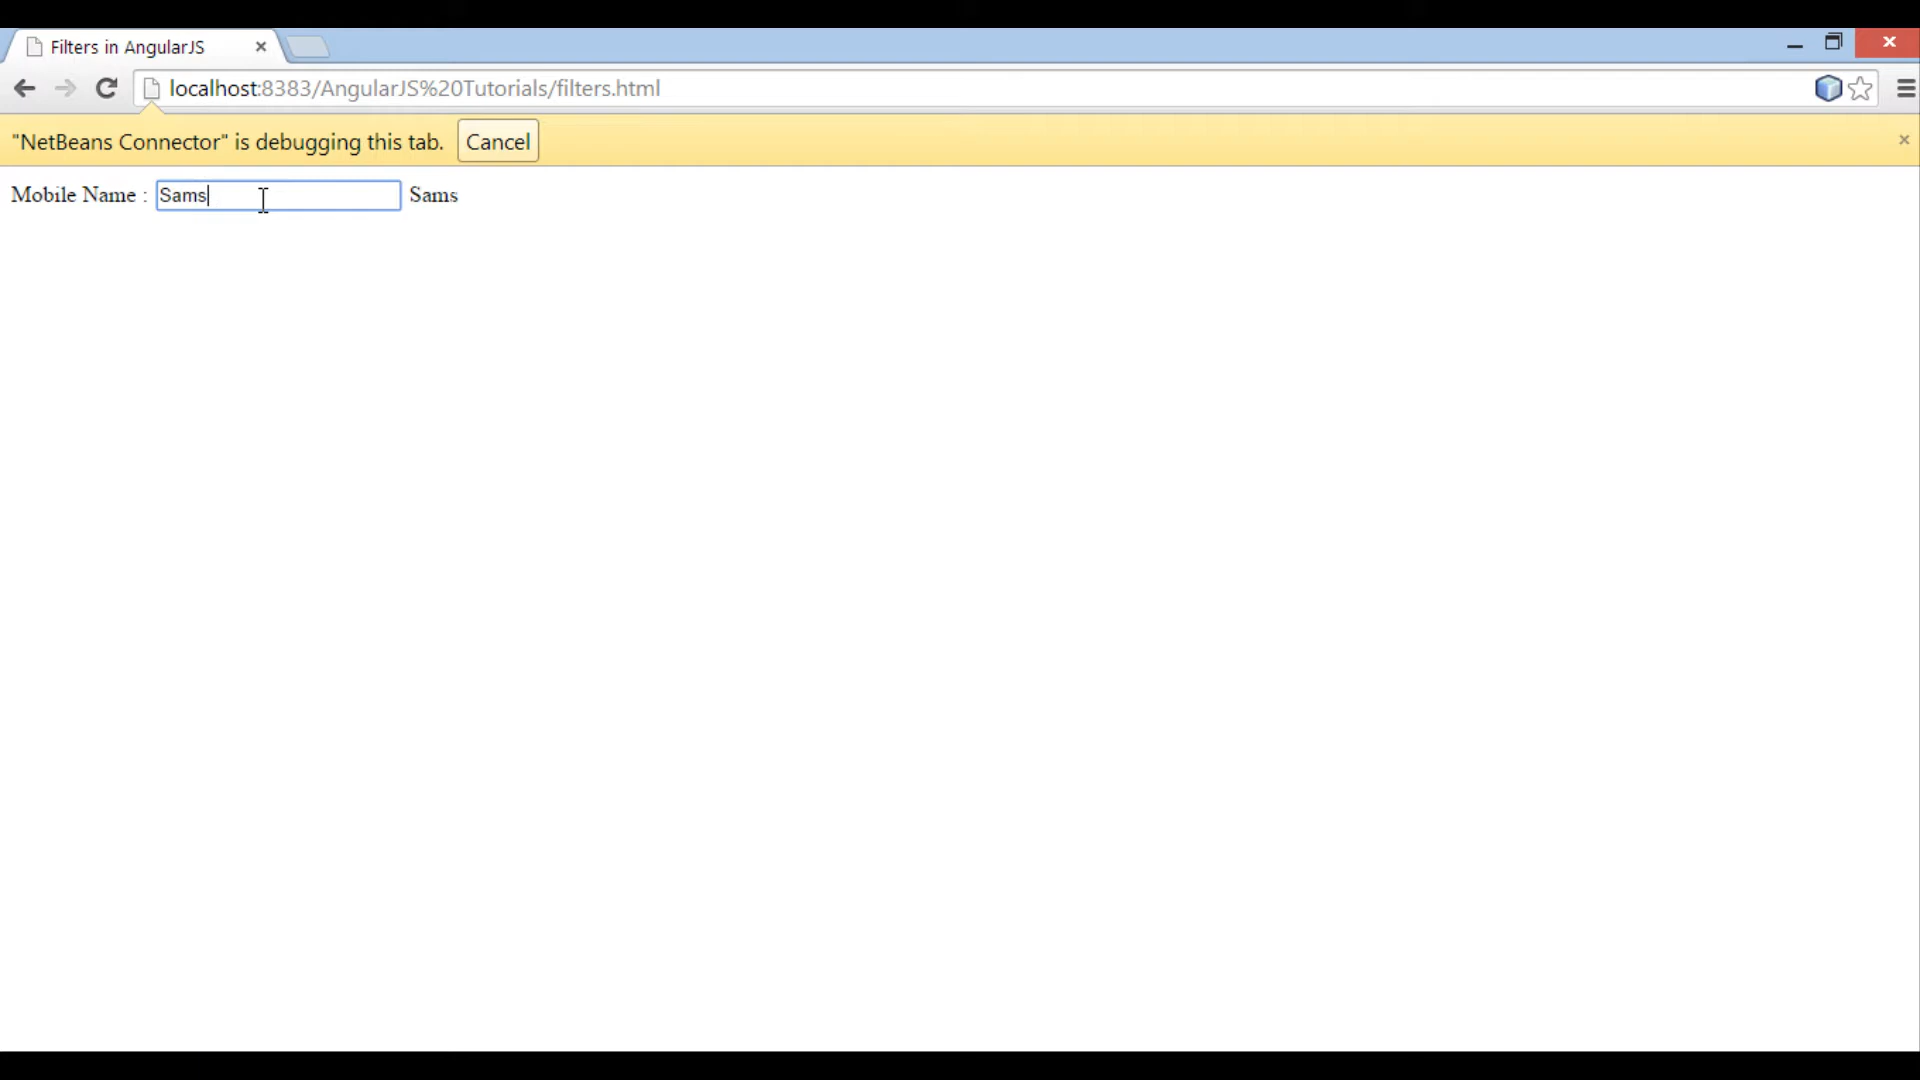 Filters in AngularJS
localhost:8383/AngularJS%20Tutorials/filters.html
"NetBeans Connector" is debugging this tab. Cancel
Mobile Name : Sams Sams